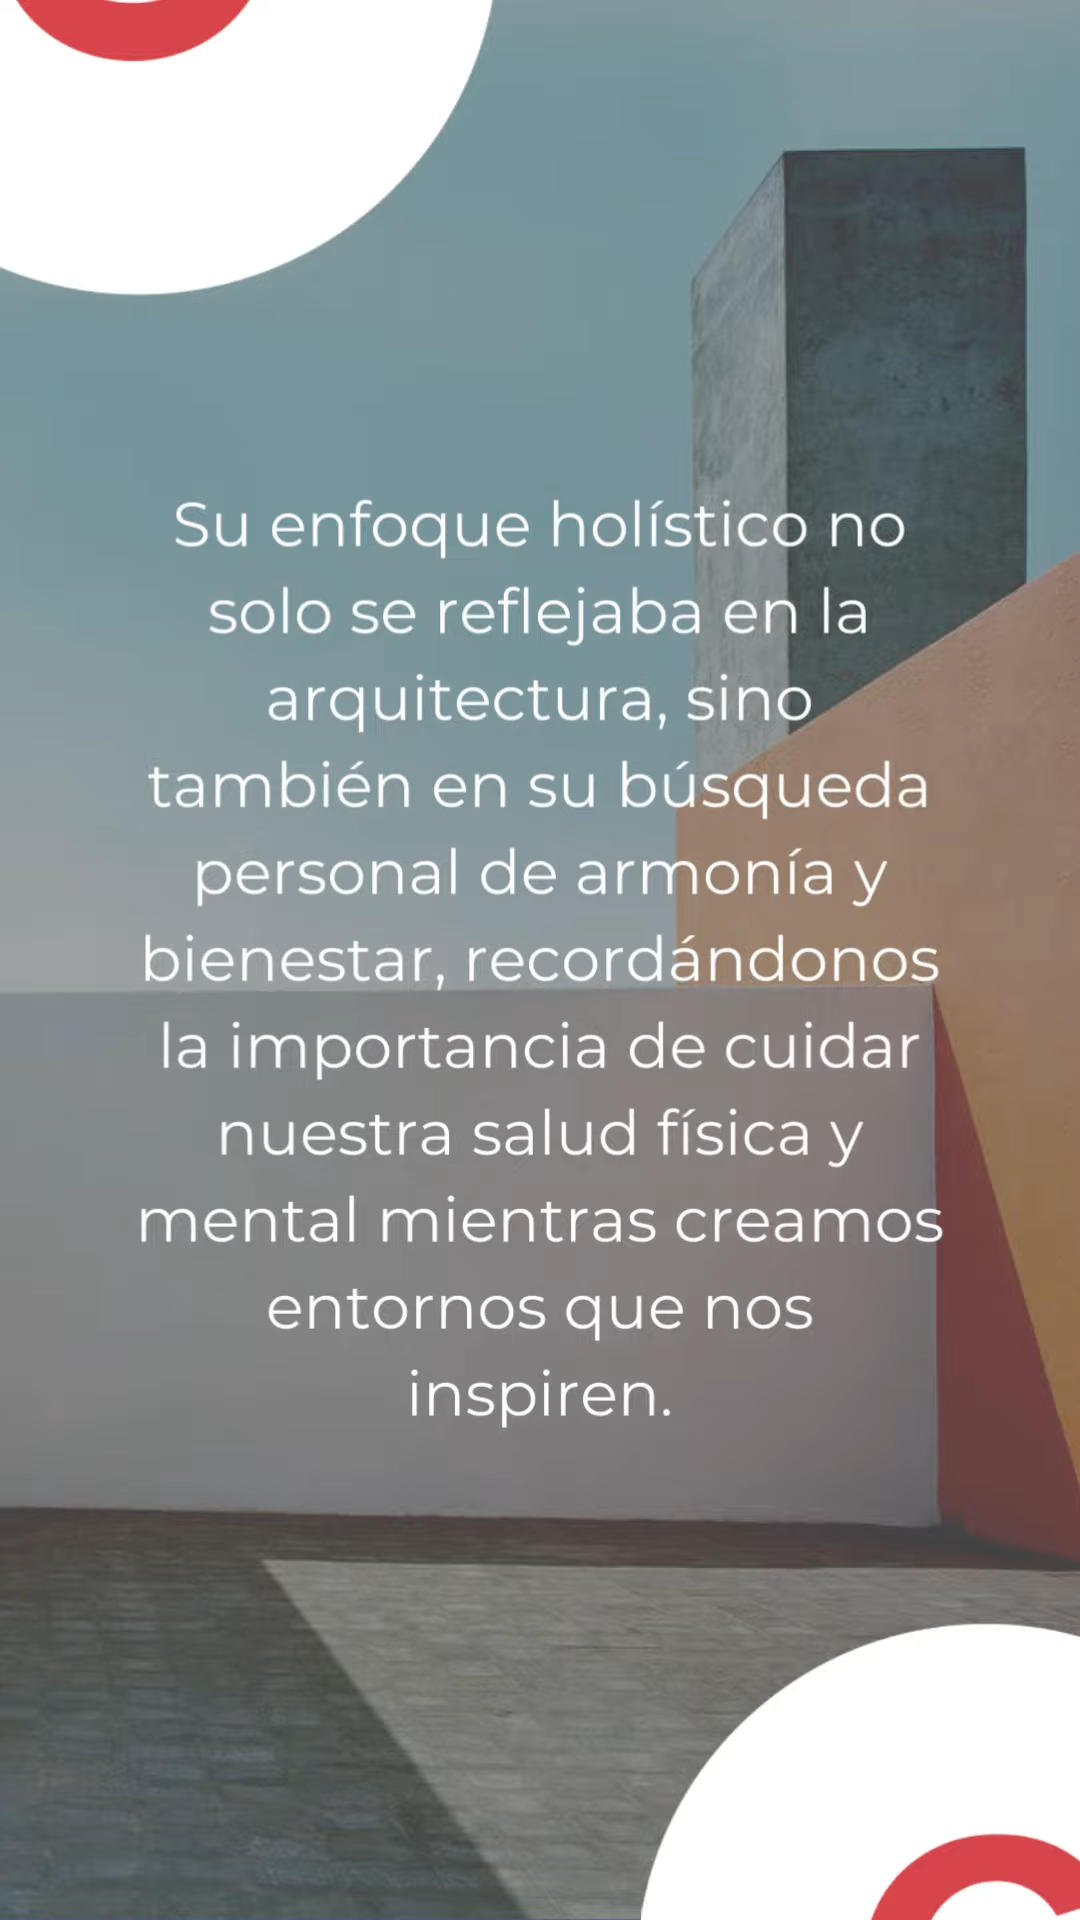 Su enfoque holístico no
solo se reflejaba en la
arquitectura, sino
también en su búsqueda
personal de armonía y
bienestar, recordándonos
la importancia de cuidar
nuestra salud física y
mental mientras creamos
entornos que nos
inspiren.